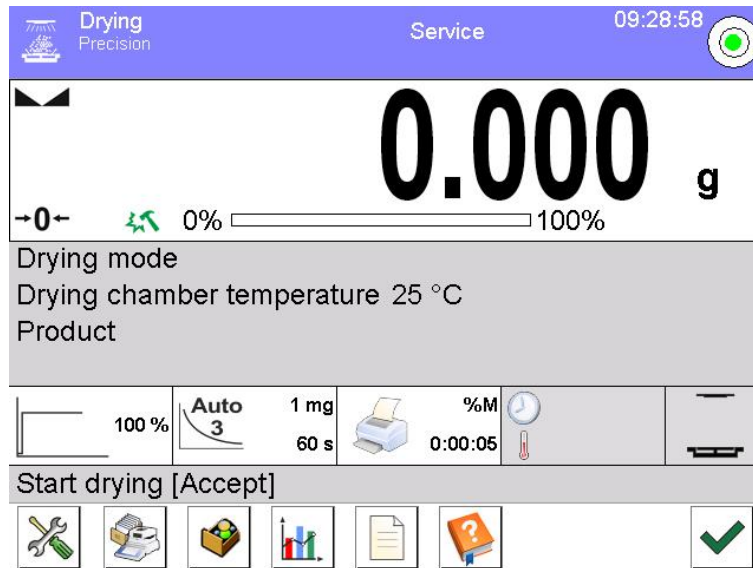 Drying
Precision
Service
09:28:58
0.000 g
→0←
0% 100%
Drying mode
Drying chamber temperature 25 °C
Product
100 %
Auto
3
1 mg
60 s
%M
0:00:05
Start drying [Accept]
?